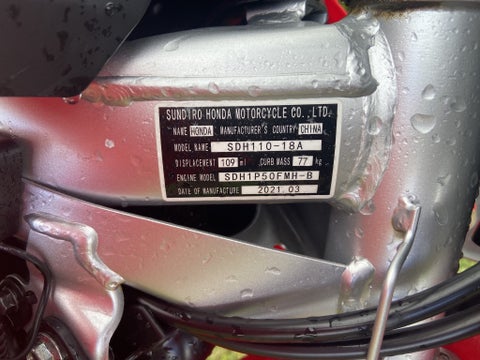 SUNDIRO HONDA MOTORCYCLE CO.,LTD.
NAME HONDA MANUFACTURER'S COUNTRY CHINA
MODEL NAME SDH110-18A
DISPLACEMENT 109 ml CURB MASS 77 kg
ENGINE MODEL SDH1P50FMH-B
DATE OF MANUFACTURE 2021.03